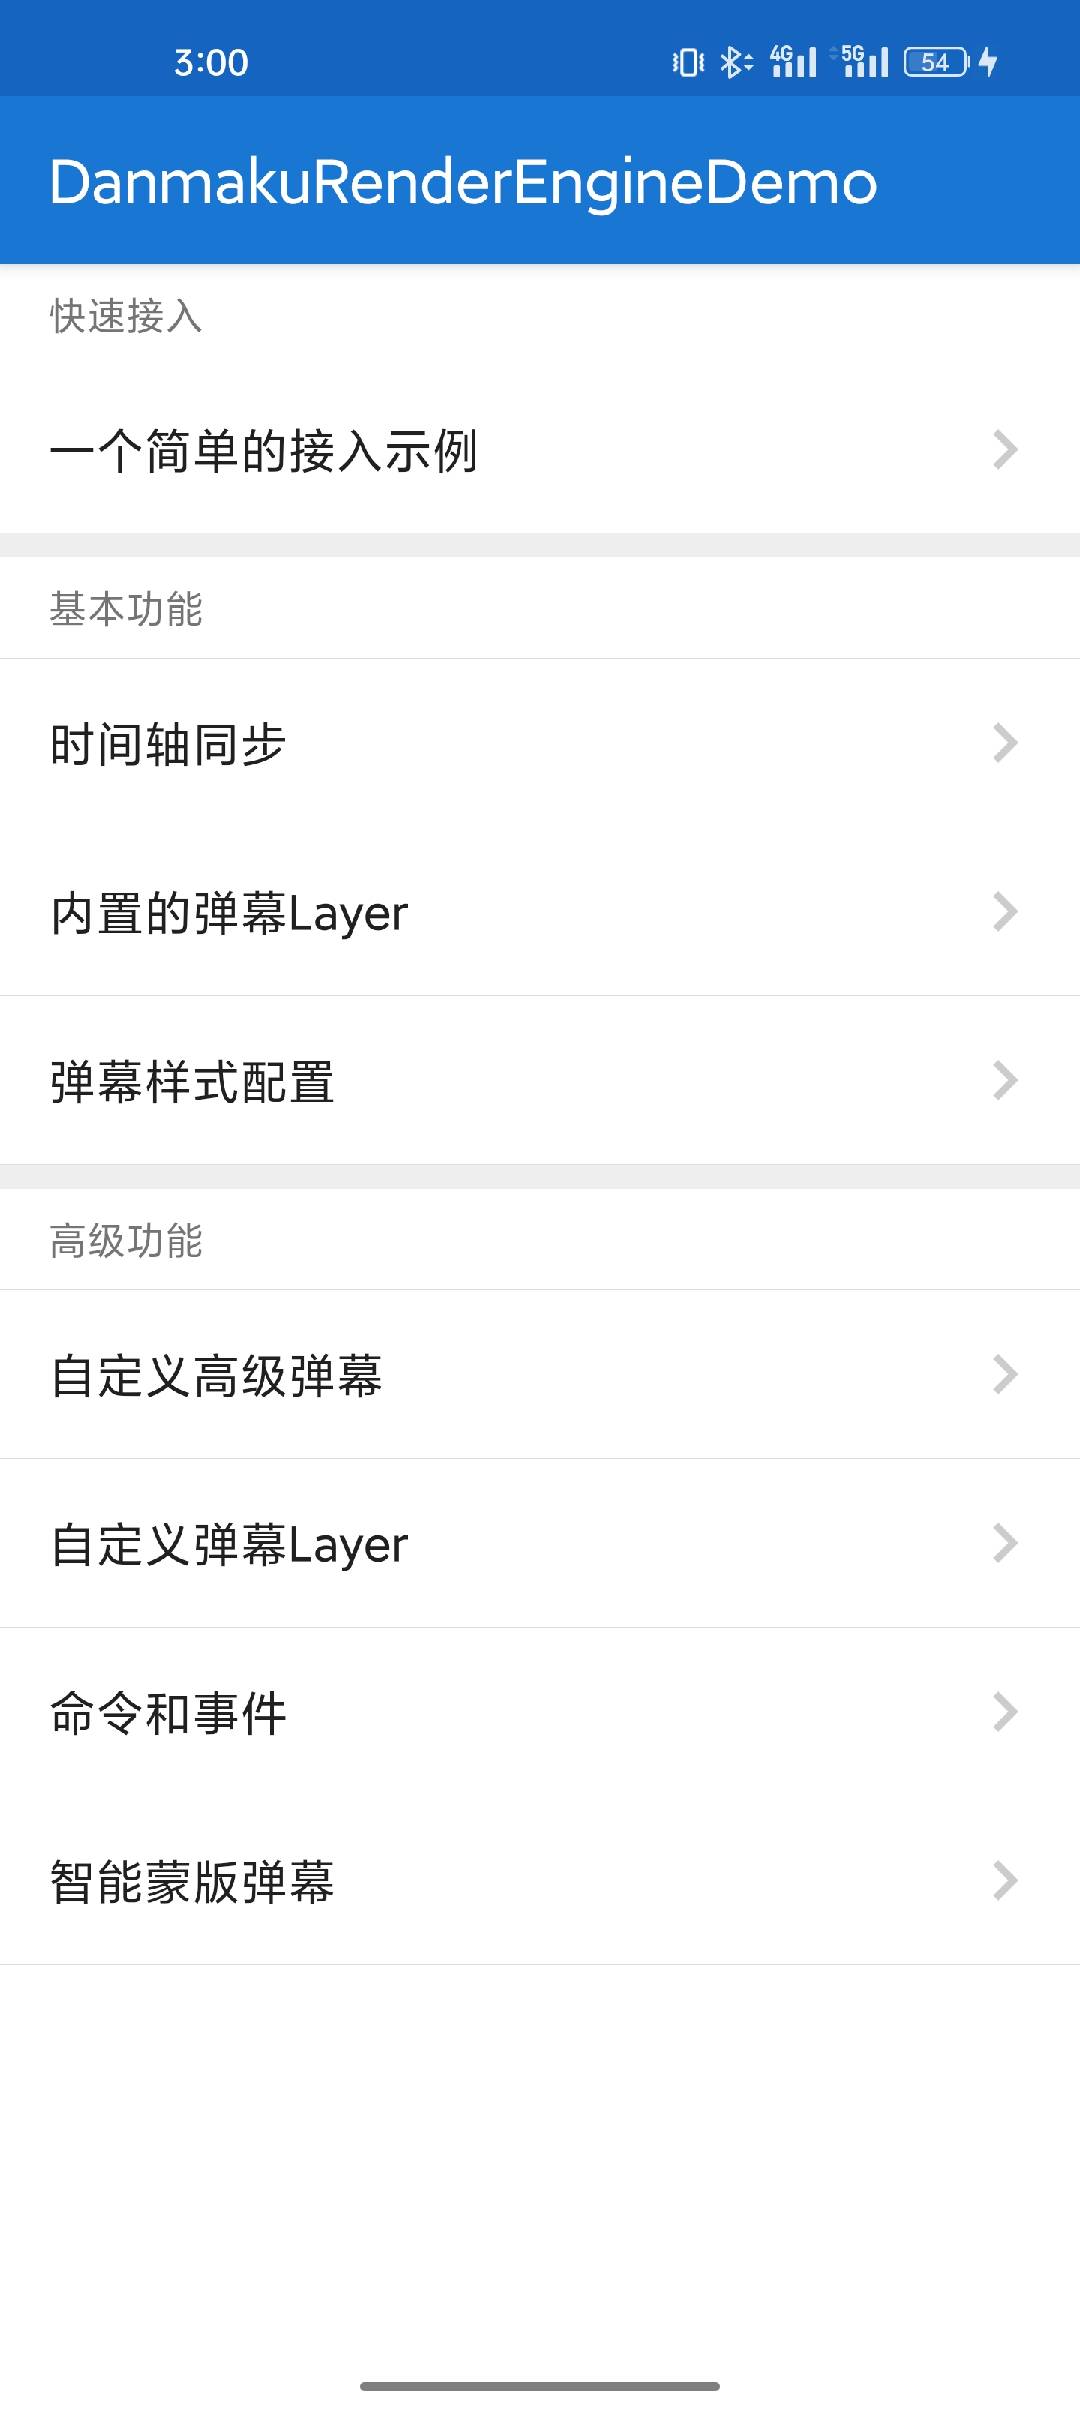 3:00 4G 5G 54
DanmakuRenderEngineDemo
快速接入
一个简单的接入示例
基本功能
时间轴同步
内置的弹幕Layer
弹幕样式配置
高级功能
自定义高级弹幕
自定义弹幕Layer
命令和事件
智能蒙版弹幕